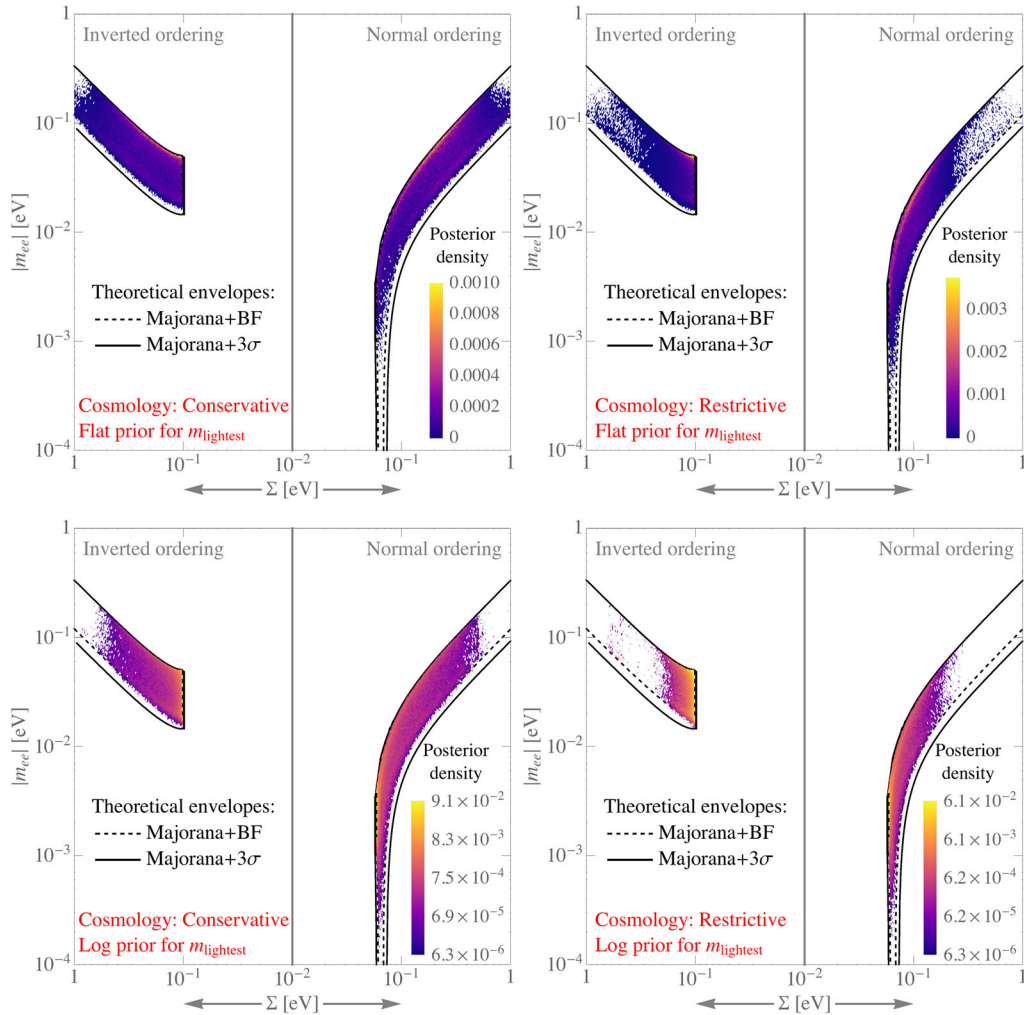 Inverted ordering
Normal ordering
1
10⁻¹
10⁻²
10⁻³
10⁻⁴
|mₑₑ| [eV]
Posterior
density
0.0010
0.0008
0.0006
0.0004
0.0002
0
Theoretical envelopes:
Majorana+BF
Majorana+3σ
Cosmology: Conservative
Flat prior for m_lightest
1 10⁻¹ 10⁻² 10⁻¹ 1
Σ [eV]
Inverted ordering
Normal ordering
1
10⁻¹
10⁻²
10⁻³
10⁻⁴
|mₑₑ| [eV]
Posterior
density
0.003
0.002
0.001
0
Theoretical envelopes:
Majorana+BF
Majorana+3σ
Cosmology: Restrictive
Flat prior for m_lightest
1 10⁻¹ 10⁻² 10⁻¹ 1
Σ [eV]
Inverted ordering
Normal ordering
1
10⁻¹
10⁻²
10⁻³
10⁻⁴
|mₑₑ| [eV]
Posterior
density
9.1 × 10⁻²
8.3 × 10⁻³
7.5 × 10⁻⁴
6.9 × 10⁻⁵
6.3 × 10⁻⁶
Theoretical envelopes:
Majorana+BF
Majorana+3σ
Cosmology: Conservative
Log prior for m_lightest
1 10⁻¹ 10⁻² 10⁻¹ 1
Σ [eV]
Inverted ordering
Normal ordering
1
10⁻¹
10⁻²
10⁻³
10⁻⁴
|mₑₑ| [eV]
Posterior
density
6.1 × 10⁻²
6.1 × 10⁻³
6.2 × 10⁻⁴
6.2 × 10⁻⁵
6.3 × 10⁻⁶
Theoretical envelopes:
Majorana+BF
Majorana+3σ
Cosmology: Restrictive
Log prior for m_lightest
1 10⁻¹ 10⁻² 10⁻¹ 1
Σ [eV]